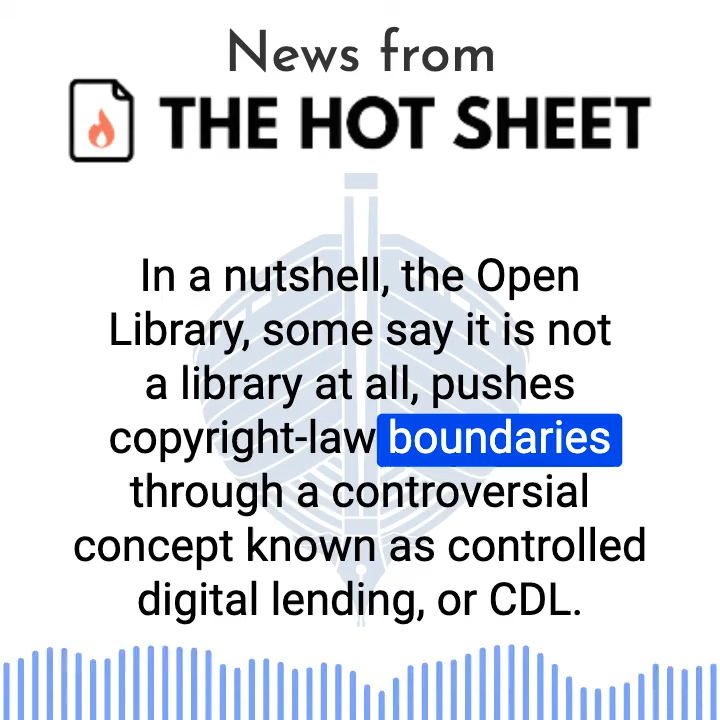 News from
THE HOT SHEET
In a nutshell, the Open
Library, some say it is not
a library at all, pushes
copyright-law boundaries
through a controversial
concept known as controlled
digital lending, or CDL.